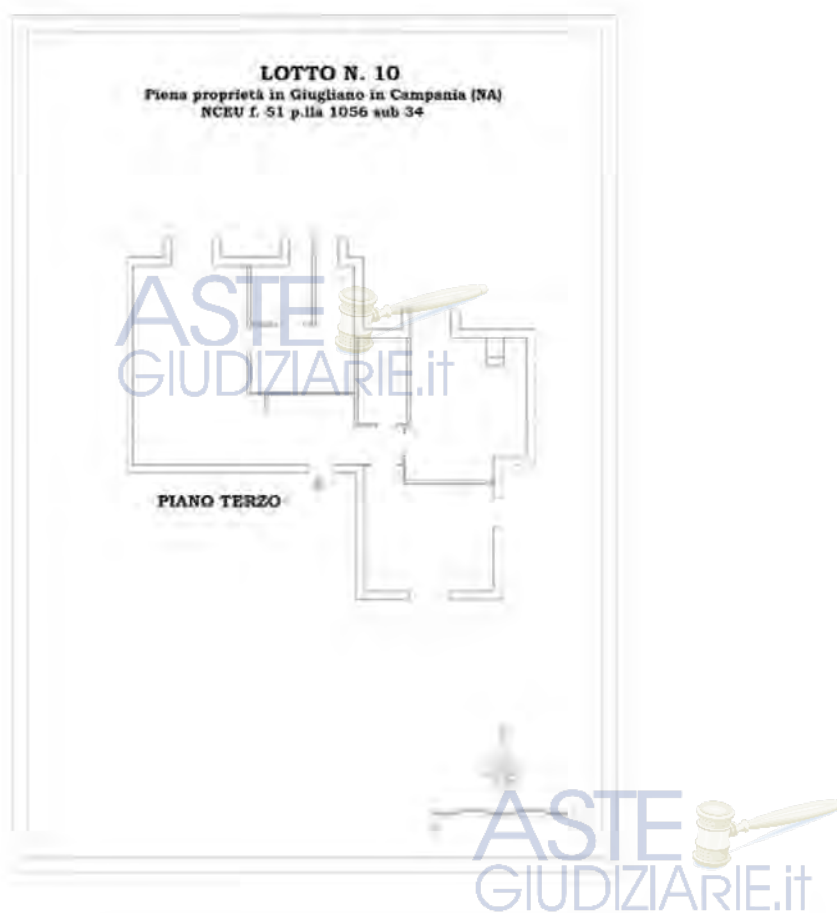 LOTTO N. 10
Piena proprietà in Giugliano in Campania (NA)
NCEU f. 51 p.lla 1056 sub 34
ASTE
GIUDIZIARIE.it
PIANO TERZO
ASTE
GIUDIZIARIE.it